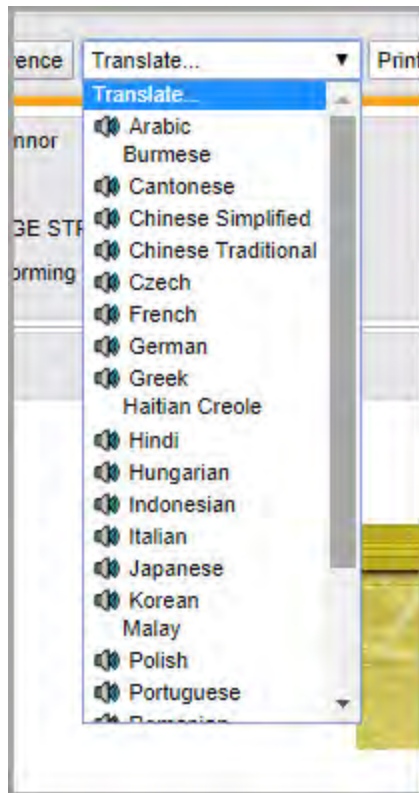 ence Translate... Print
Translate...
Arabic
nnor
Burmese
Cantonese
Chinese Simplified
GE STR
Chinese Traditional
orming
Czech
French
German
Greek
Haitian Creole
Hindi
Hungarian
Indonesian
Italian
Japanese
Korean
Malay
Polish
Portuguese
Romanian